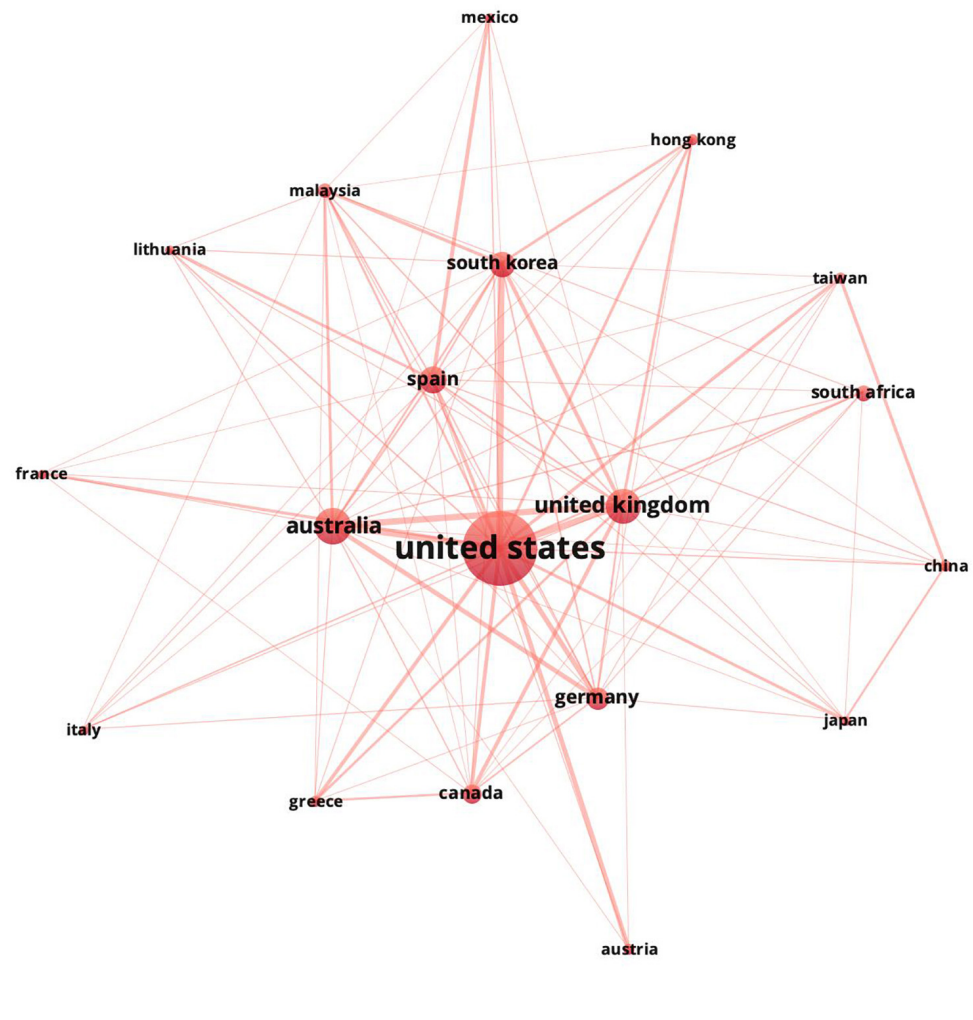 mexico
hong kong
malaysia
lithuania
south korea
taiwan
spain
south africa
france
united kingdom
australia
united states
china
germany
japan
italy
canada
greece
austria